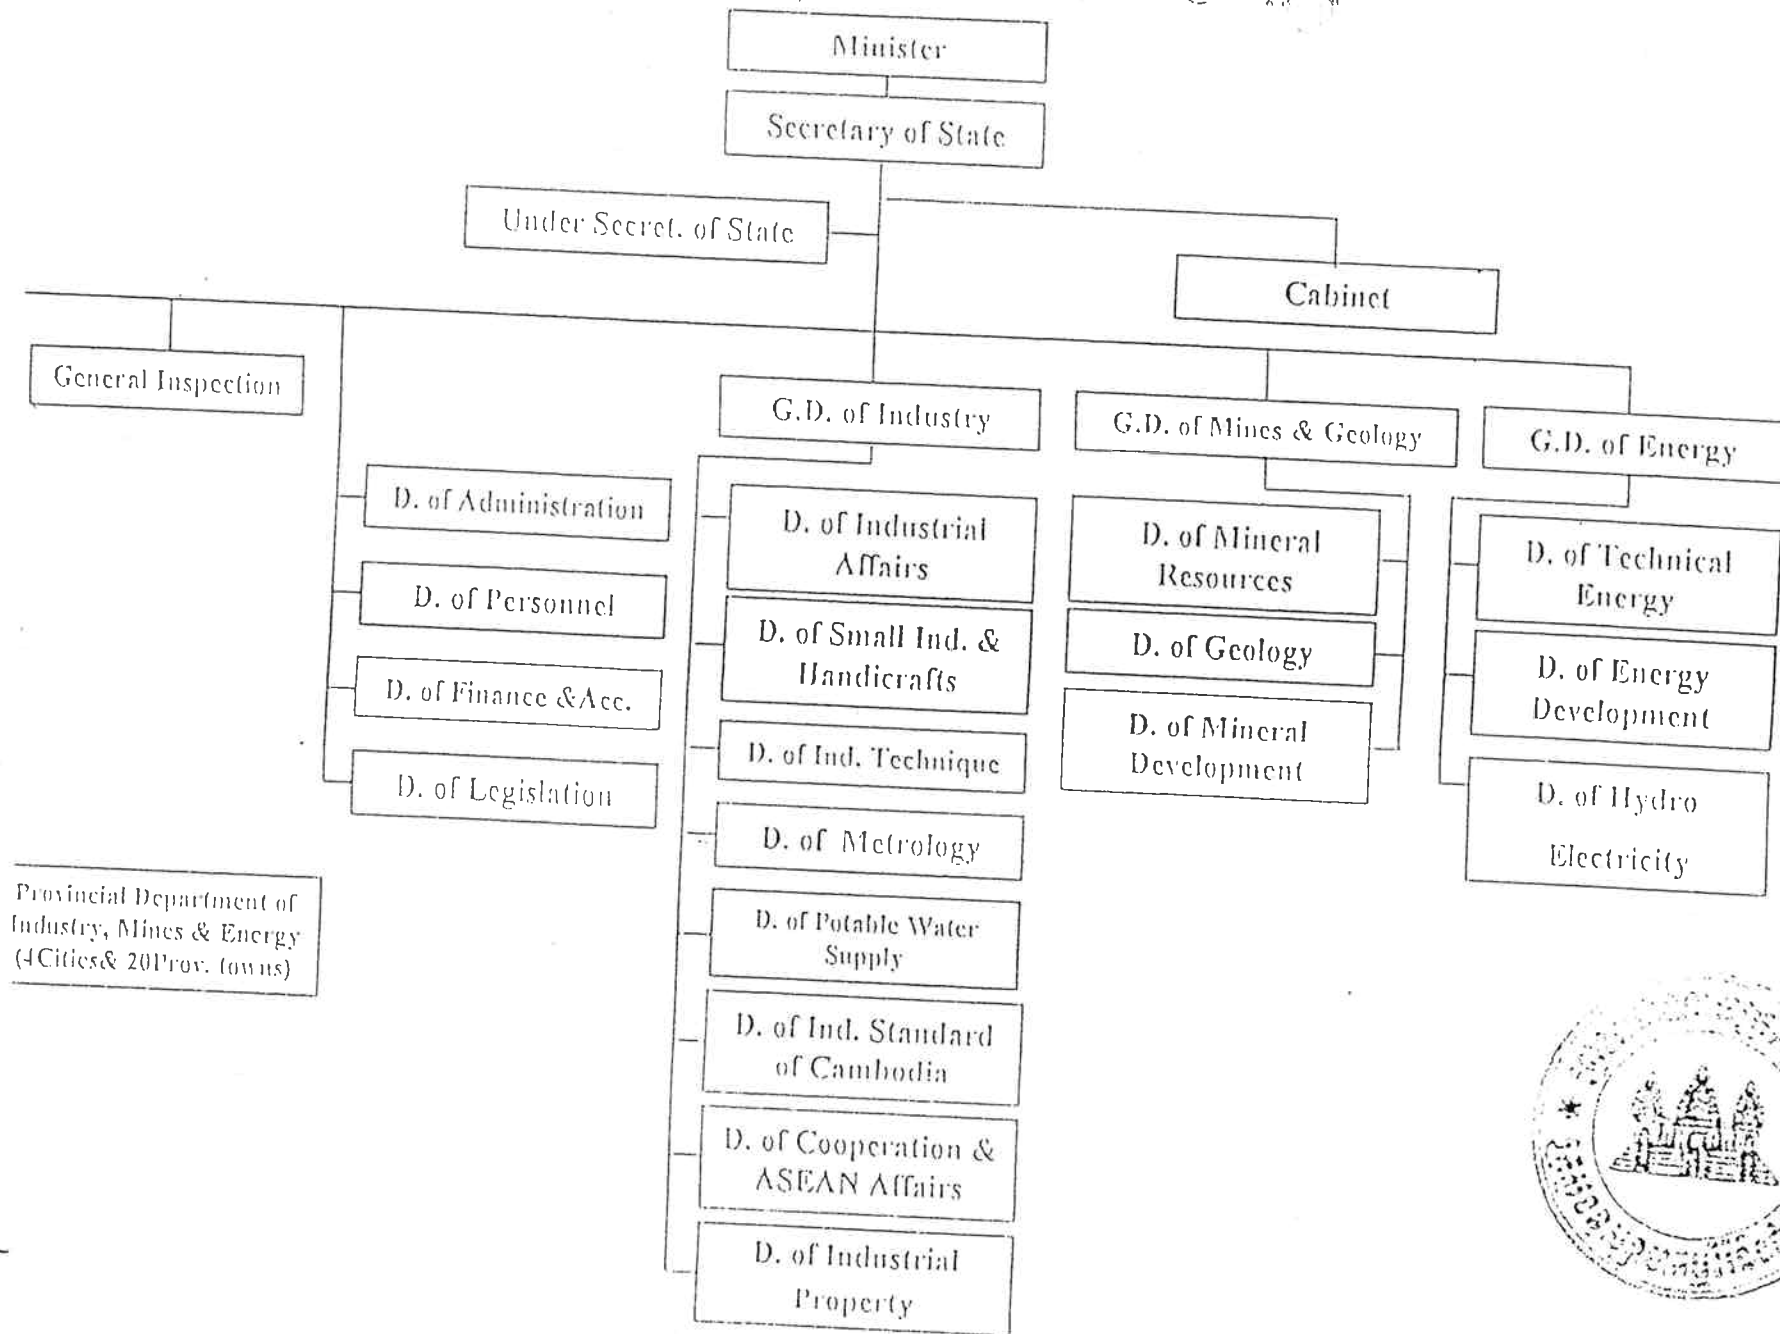 Minister
Secretary of State
Under Secret. of State
Cabinet
General Inspection
G.D. of Industry
G.D. of Mines & Geology
G.D. of Energy
D. of Administration
D. of Personnel
D. of Finance &Acc.
D. of Legislation
D. of Industrial
Affairs
D. of Small Ind. &
Handicrafts
D. of Ind. Technique
D. of Metrology
D. of Potable Water
Supply
D. of Ind. Standard
of Cambodia
D. of Cooperation &
ASEAN Affairs
D. of Industrial
Property
D. of Mineral
Resources
D. of Geology
D. of Mineral
Development
D. of Technical
Energy
D. of Energy
Development
D. of Hydro
Electricity
Provincial Department of
Industry, Mines & Energy
(4Cities& 20Prov. towns)